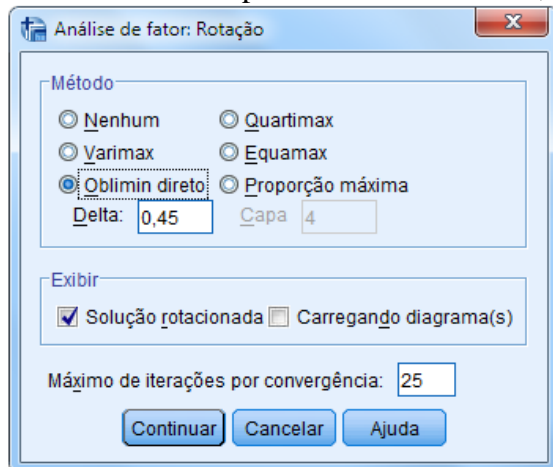 Análise de fator: Rotação
Método
Nenhum Quartimax
Varimax Equamax
Oblimin direto Proporção máxima
Delta: 0,45 Capa 4
Exibir
Solução rotacionada Carregando diagrama(s)
Máximo de iterações por convergência: 25
Continuar Cancelar Ajuda